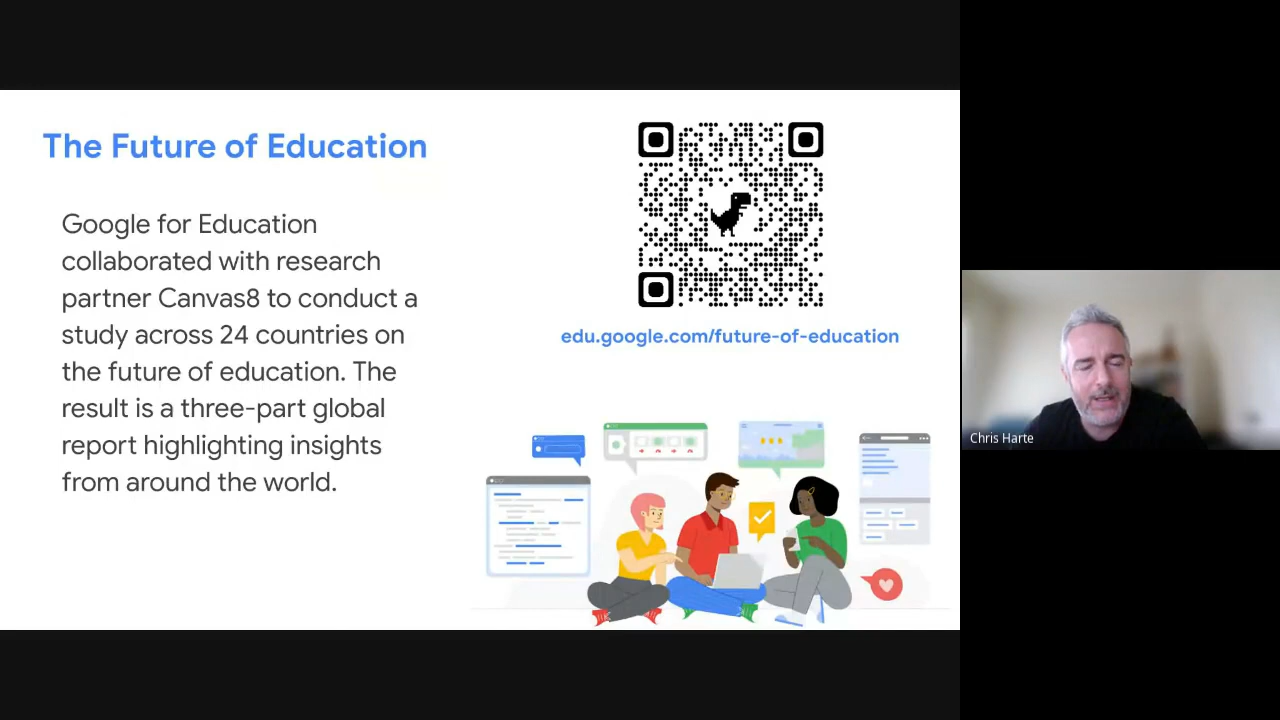 The Future of Education
Google for Education
collaborated with research
partner Canvas8 to conduct a
study across 24 countries on
the future of education. The
result is a three-part global
report highlighting insights
from around the world.
edu.google.com/future-of-education
Chris Harte